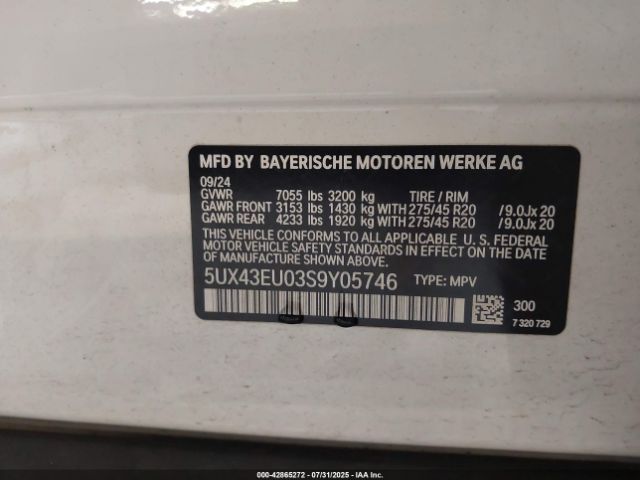 MFD BY BAYERISCHE MOTOREN WERKE AG
09/24
GVWR 7055 lbs 3200 kg TIRE / RIM
GAWR FRONT 3153 lbs 1430 kg WITH 275/45 R20 /9.0Jx20
GAWR REAR 4233 lbs 1920 kg WITH 275/45 R20 /9.0Jx 20
THIS VEHICLE CONFORMS TO ALL APPLICABLE U. S. FEDERAL
MOTOR VEHICLE SAFETY STANDARDS IN EFFECT ON THE DATE
OF MANUFACTURE SHOWN ABOVE.
5UX43EU03S9Y05746 TYPE: MPV
300
7 320 729
000-42865272 - 07/31/2025 - IAA Inc.